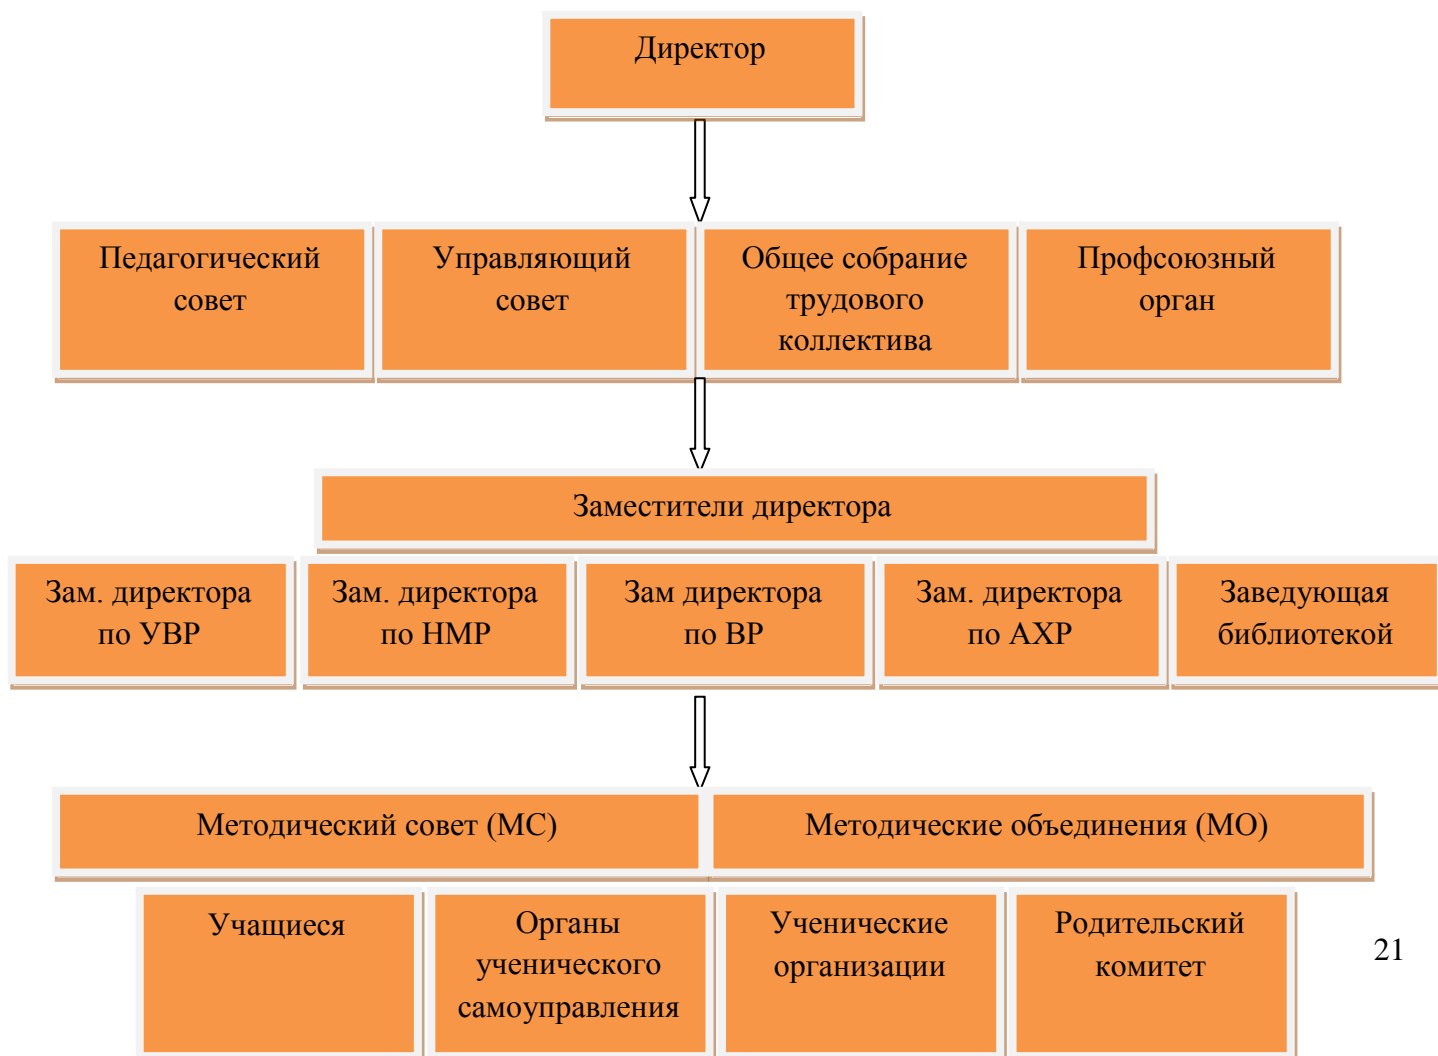 Директор
Педагогический
совет
Управляющий
совет
Общее собрание
трудового
коллектива
Профсоюзный
орган
Заместители директора
Зам. директора
по УВР
Зам. директора
по НМР
Зам директора
по ВР
Зам. директора
по АХР
Заведующая
библиотекой
Методический совет (МС)
Методические объединения (МО)
Учащиеся
Органы
ученического
самоуправления
Ученические
организации
Родительский
комитет
21